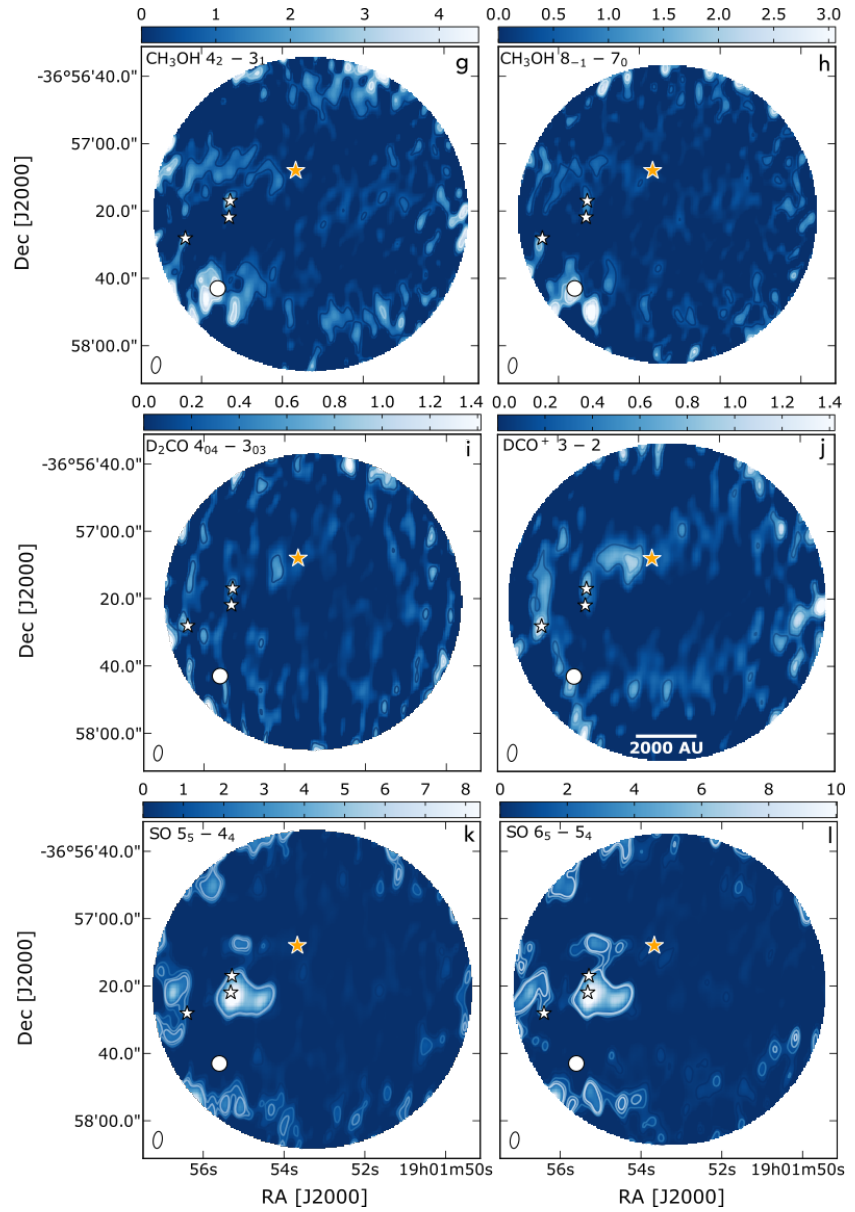 0 1 2 3 4
0.0 0.5 1.0 1.5 2.0 2.5 3.0
CH₃OH 4₂ − 3₁ g
CH₃OH 8₋₁ − 7₀ h
-36°56'40.0"
57'00.0"
20.0"
40.0"
58'00.0"
Dec [J2000]
0.0 0.2 0.4 0.6 0.8 1.0 1.2 1.4
0.0 0.2 0.4 0.6 0.8 1.0 1.2 1.4
D₂CO 4₀₄ − 3₀₃ i
DCO⁺ 3 − 2 j
-36°56'40.0"
57'00.0"
20.0"
40.0"
58'00.0"
Dec [J2000]
2000 AU
0 1 2 3 4 5 6 7 8
0 2 4 6 8 10
SO 5₅ − 4₄ k
SO 6₅ − 5₄ l
-36°56'40.0"
57'00.0"
20.0"
40.0"
58'00.0"
Dec [J2000]
56s 54s 52s 19h01m50s
56s 54s 52s 19h01m50s
RA [J2000]
RA [J2000]